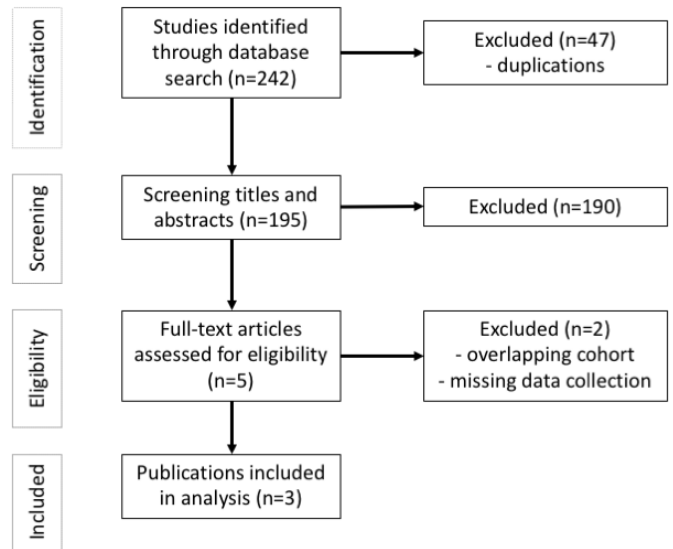 Identification
Studies identified
through database
search (n=242)
Excluded (n=47)
- duplications
Screening
Screening titles and
abstracts (n=195)
Excluded (n=190)
Eligibility
Full-text articles
assessed for eligibility
(n=5)
Excluded (n=2)
- overlapping cohort
- missing data collection
Included
Publications included
in analysis (n=3)